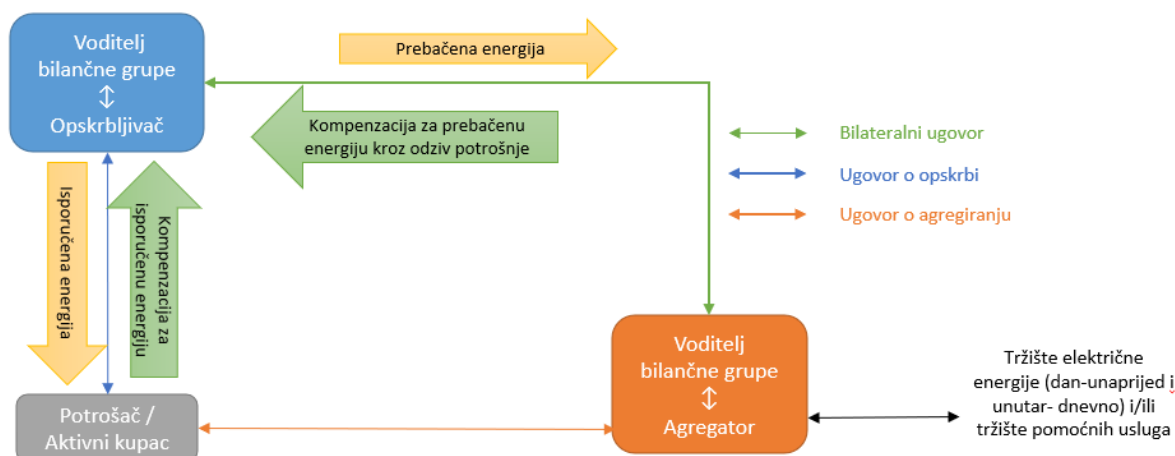 Voditelj
bilančne grupe
↕
Opskrbljivač
Prebačena energija
Kompenzacija za prebačenu
energiju kroz odziv potrošnje
Bilateralni ugovor
Ugovor o opskrbi
Ugovor o agregiranju
Isporučena energija
Kompenzacija za
isporučenu energiju
Potrošač /
Aktivni kupac
Voditelj
bilančne grupe
↕
Agregator
Tržište električne
energije (dan-unaprijed i
unutar- dnevno) i/ili
tržište pomoćnih usluga